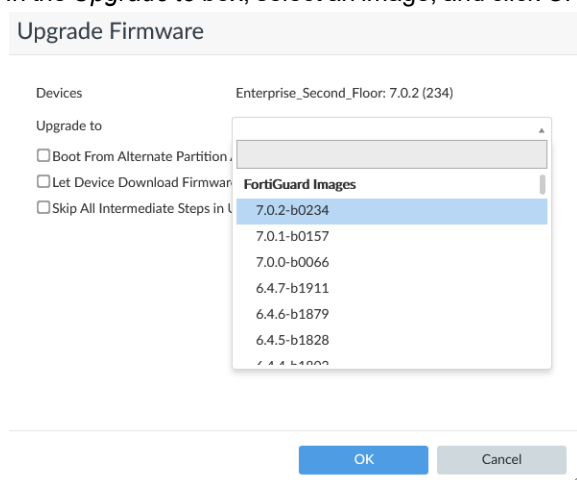 Upgrade Firmware
Devices Enterprise_Second_Floor: 7.0.2 (234)
Upgrade to
Boot From Alternate Partition
Let Device Download
FortiGuard Images
Skip All Intermediate Steps in
7.0.2-b0234
7.0.1-b0157
7.0.0-b0066
6.4.7-b1911
6.4.6-b1879
6.4.5-b1828
OK Cancel